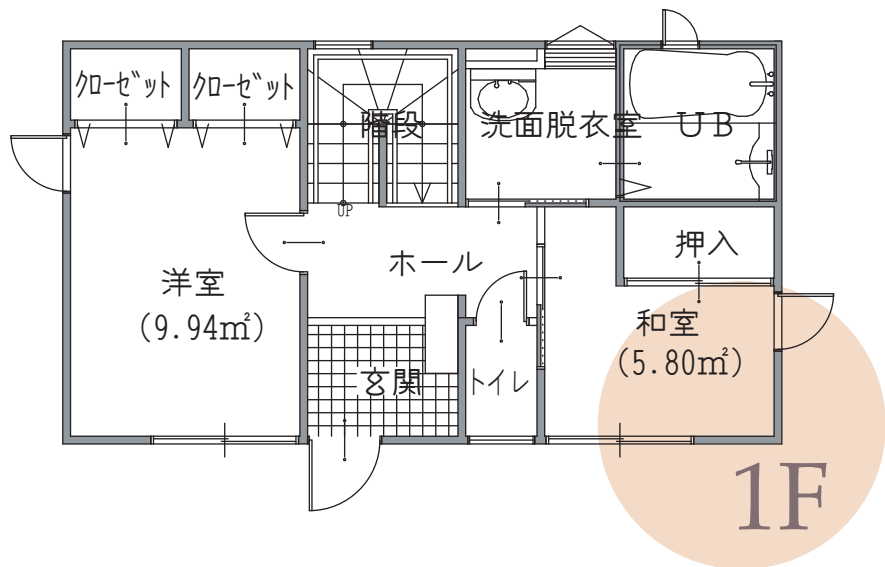 クローゼット
クローゼット
階段
洗面脱衣室
UB
UP
ホール
押入
洋室
(9.94㎡)
和室
(5.80㎡)
玄関
トイレ
1F